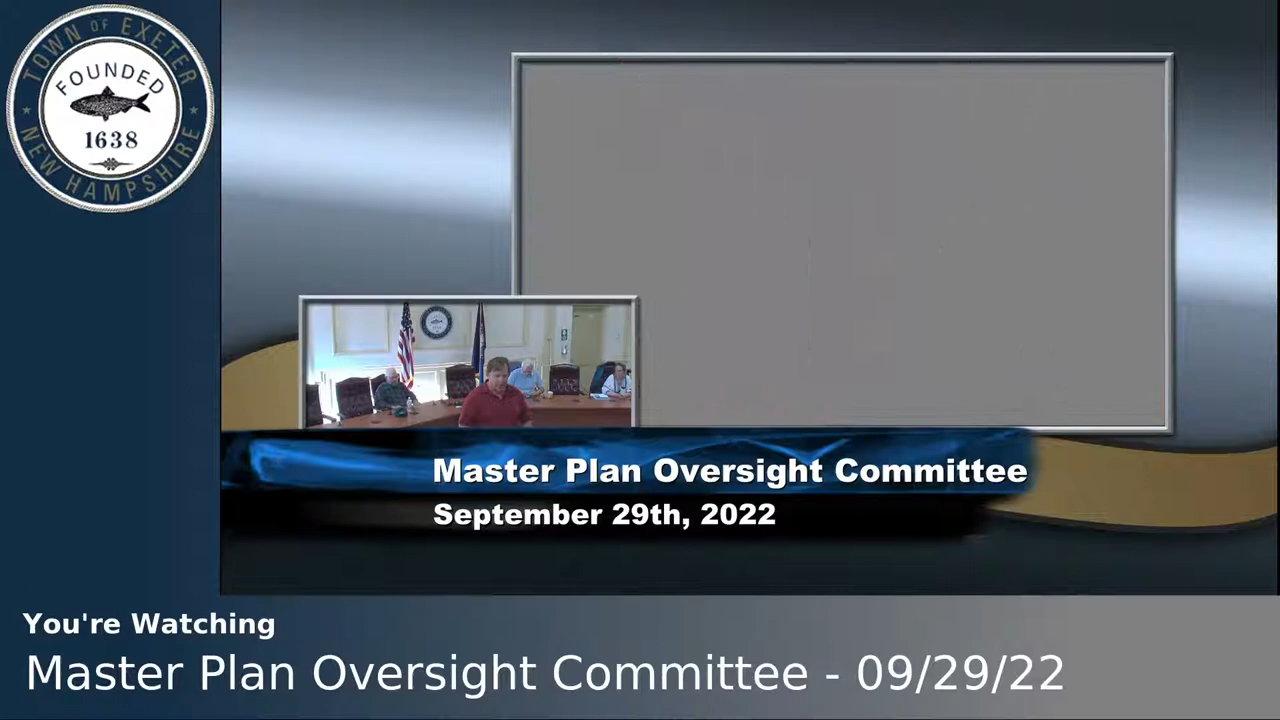 TOWN OF EXETER
FOUNDED
1638
NEW HAMPSHIRE
Master Plan Oversight Committee
September 29th, 2022
You're Watching
Master Plan Oversight Committee - 09/29/22